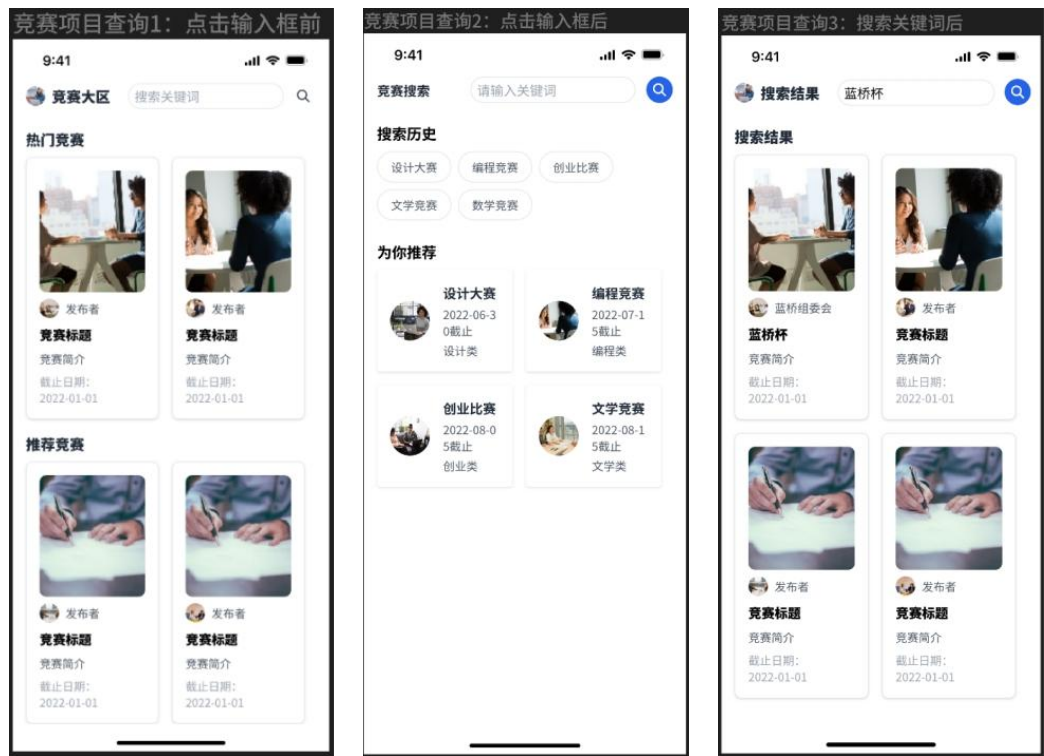 竞赛项目查询1：点击输入框前
9:41
竞赛大区
搜索关键词
热门竞赛
发布者
发布者
竞赛标题
竞赛标题
竞赛简介
竞赛简介
截止日期：
截止日期：
2022-01-01
2022-01-01
推荐竞赛
发布者
发布者
竞赛标题
竞赛标题
竞赛简介
竞赛简介
截止日期：
截止日期：
2022-01-01
2022-01-01
竞赛项目查询2：点击输入框后
9:41
竞赛搜索
请输入关键词
搜索历史
设计大赛
编程竞赛
创业比赛
文学竞赛
数学竞赛
为你推荐
设计大赛
2022-06-3
0截止
设计类
编程竞赛
2022-07-1
5截止
编程类
创业比赛
2022-08-0
5截止
创业类
文学竞赛
2022-08-1
5截止
文学类
竞赛项目查询3：搜索关键词后
9:41
搜索结果
蓝桥杯
搜索结果
蓝桥组委会
发布者
蓝桥杯
竞赛标题
竞赛简介
竞赛简介
截止日期：
截止日期：
2022-01-01
2022-01-01
发布者
发布者
竞赛标题
竞赛标题
竞赛简介
竞赛简介
截止日期：
截止日期：
2022-01-01
2022-01-01